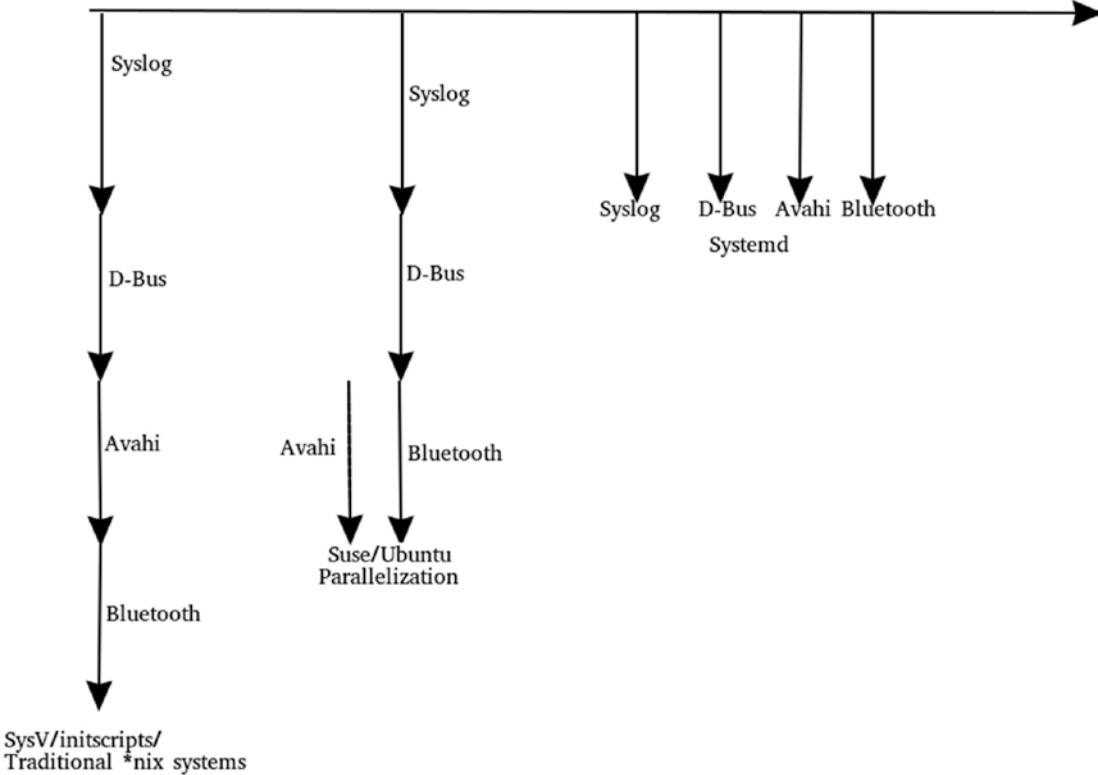 Syslog
D-Bus
Avahi
Bluetooth
SysV/initscripts/
Traditional *nix systems
Syslog
D-Bus
Avahi
Bluetooth
Suse/Ubuntu
Parallelization
Syslog D-Bus Avahi Bluetooth
Systemd